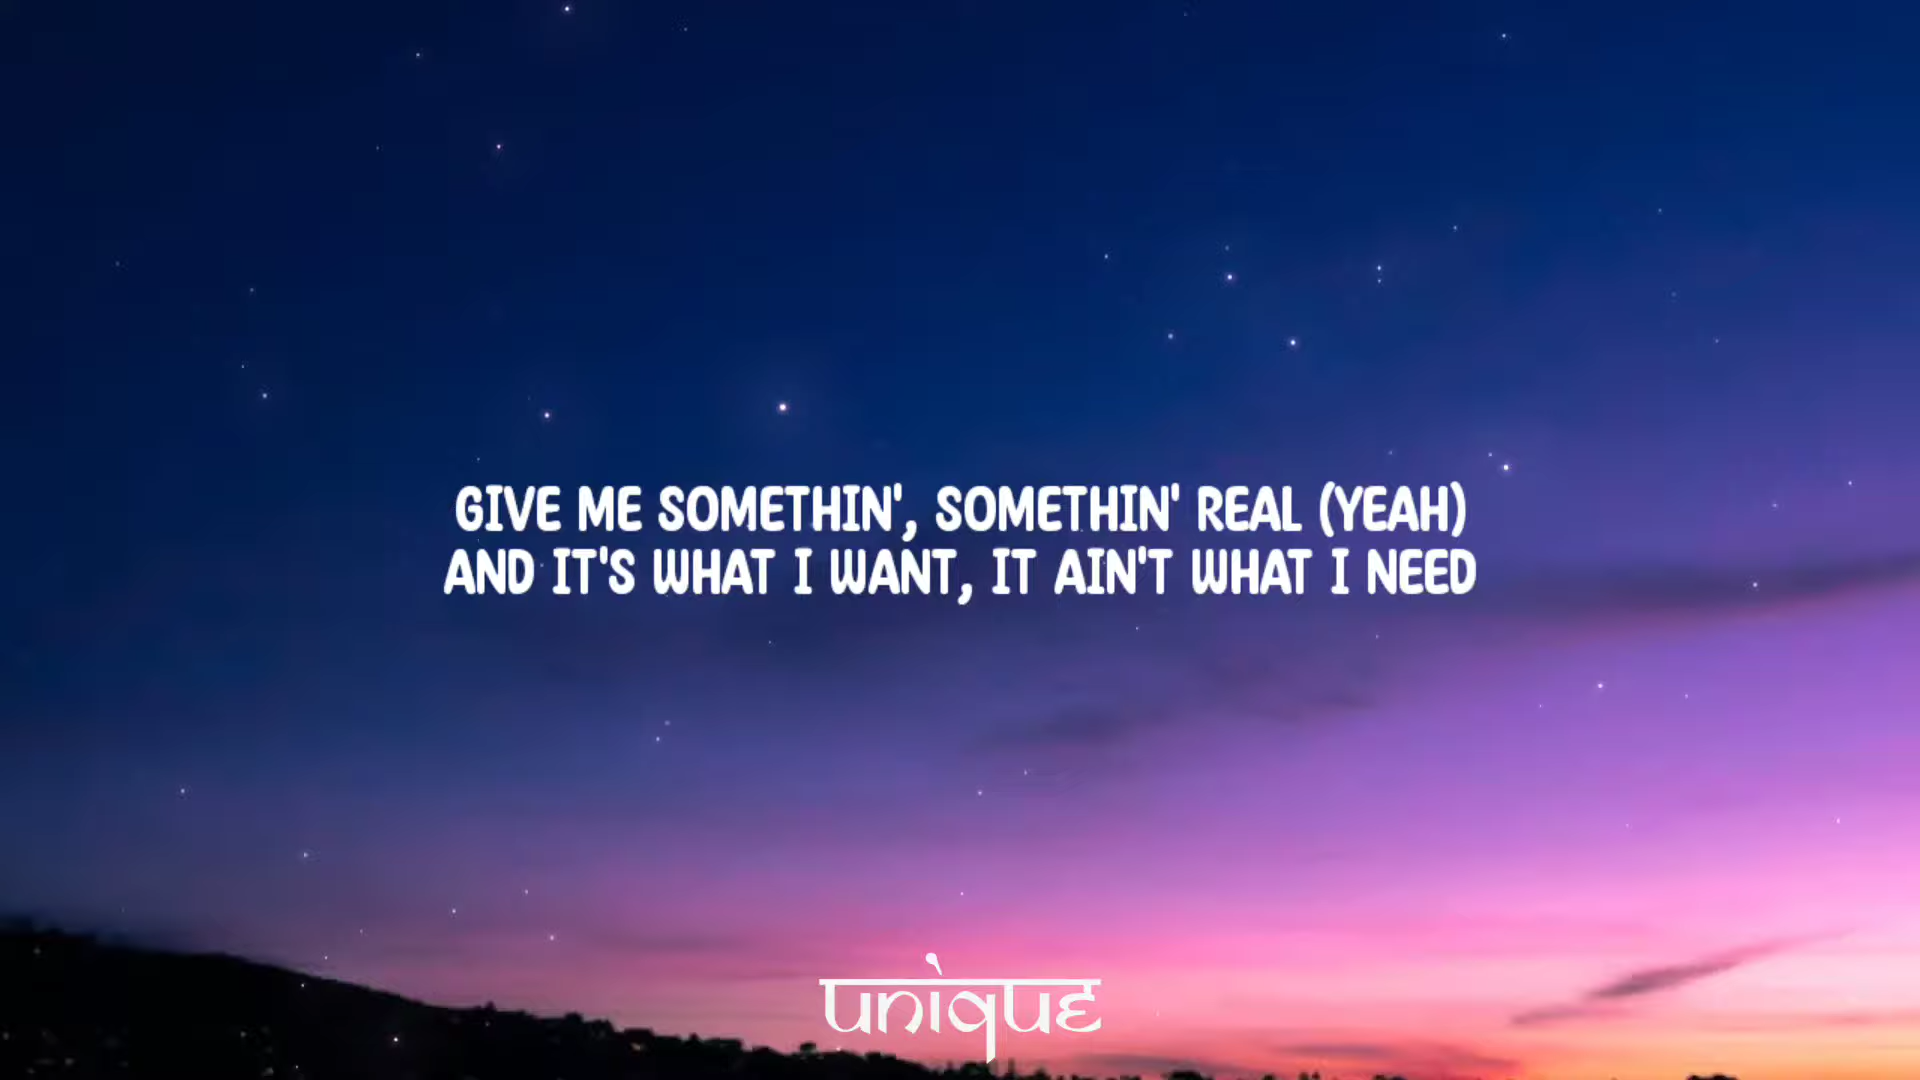 GIVE ME SOMETHIN', SOMETHIN' REAL (YEAH)
AND IT'S WHAT I WANT, IT AIN'T WHAT I NEED
unique